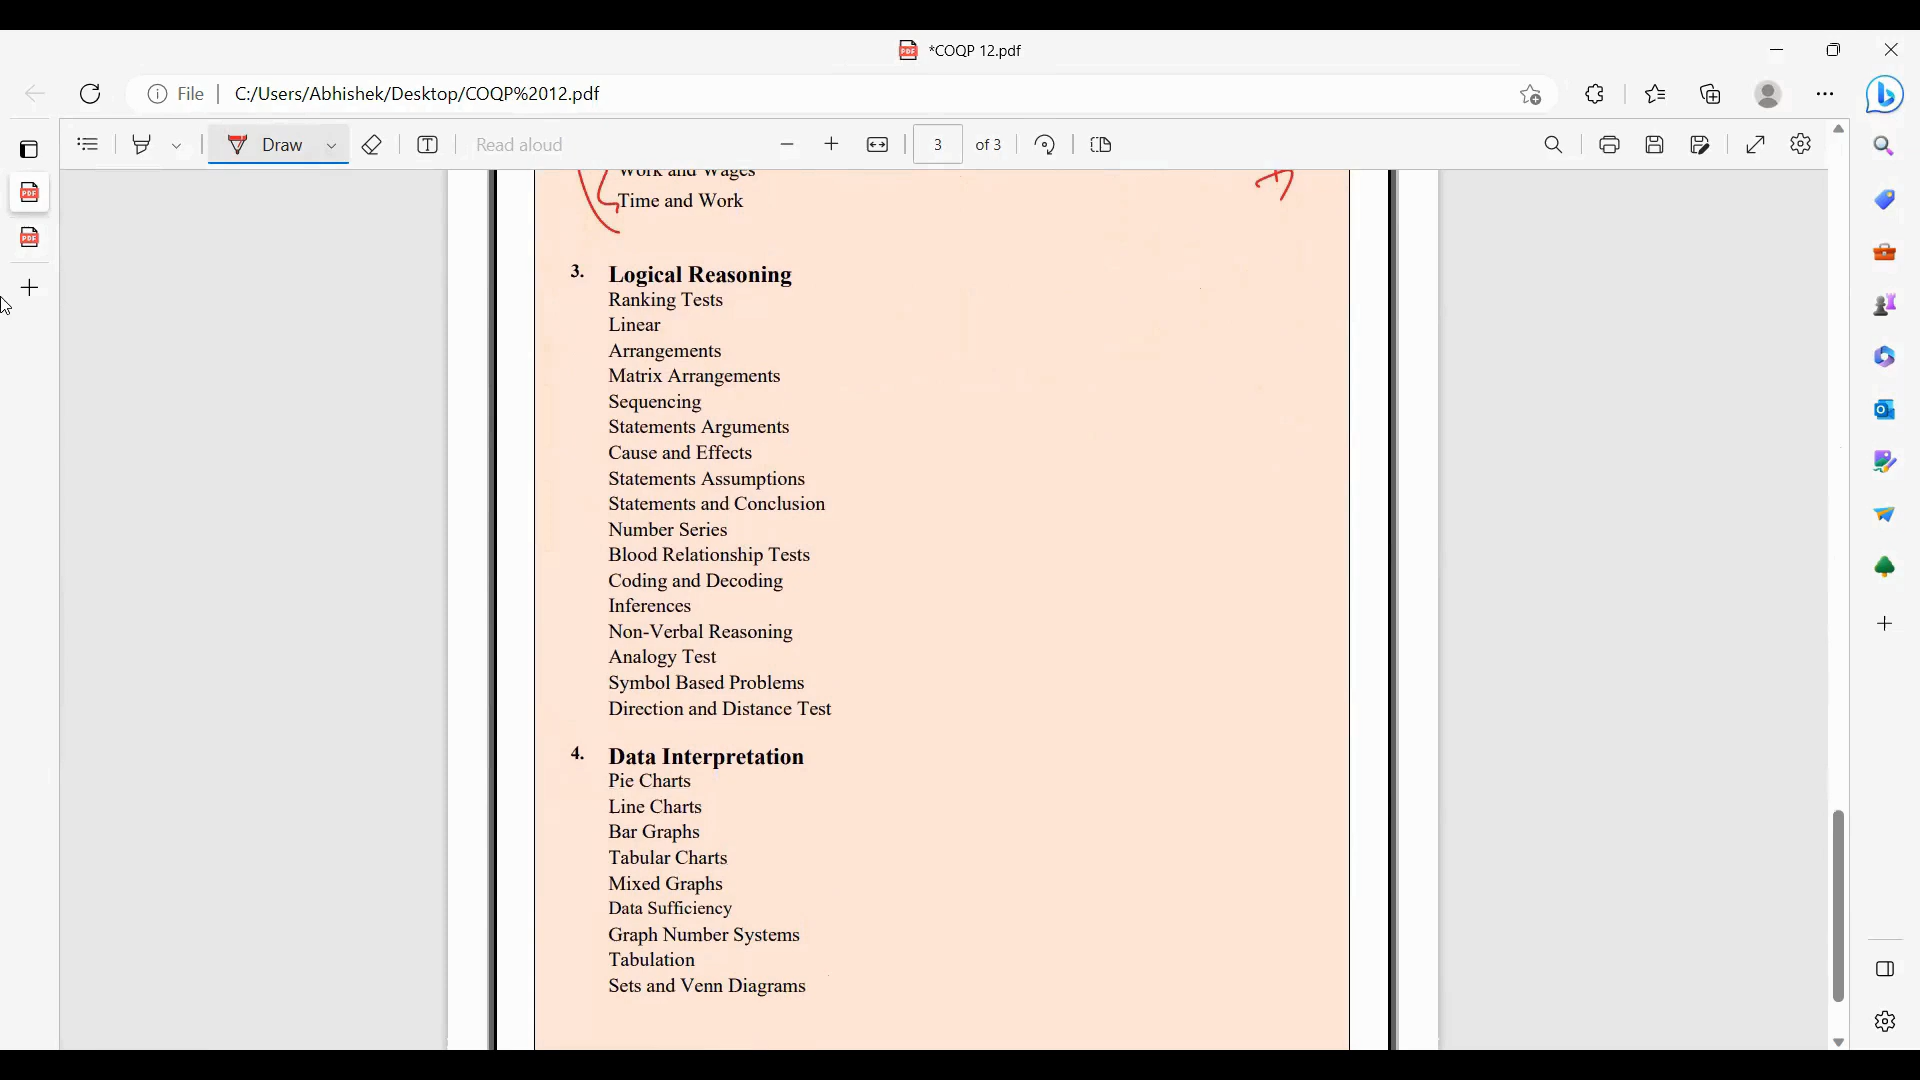 *COQP 12.pdf
File
C:/Users/Abhishek/Desktop/COQP%2012.pdf
Draw
Read aloud
3
of 3
Work and Wages
Time and Work
3. Logical Reasoning
Ranking Tests
Linear
Arrangements
Matrix Arrangements
Sequencing
Statements Arguments
Cause and Effects
Statements Assumptions
Statements and Conclusion
Number Series
Blood Relationship Tests
Coding and Decoding
Inferences
Non-Verbal Reasoning
Analogy Test
Symbol Based Problems
Direction and Distance Test
4. Data Interpretation
Pie Charts
Line Charts
Bar Graphs
Tabular Charts
Mixed Graphs
Data Sufficiency
Graph Number Systems
Tabulation
Sets and Venn Diagrams